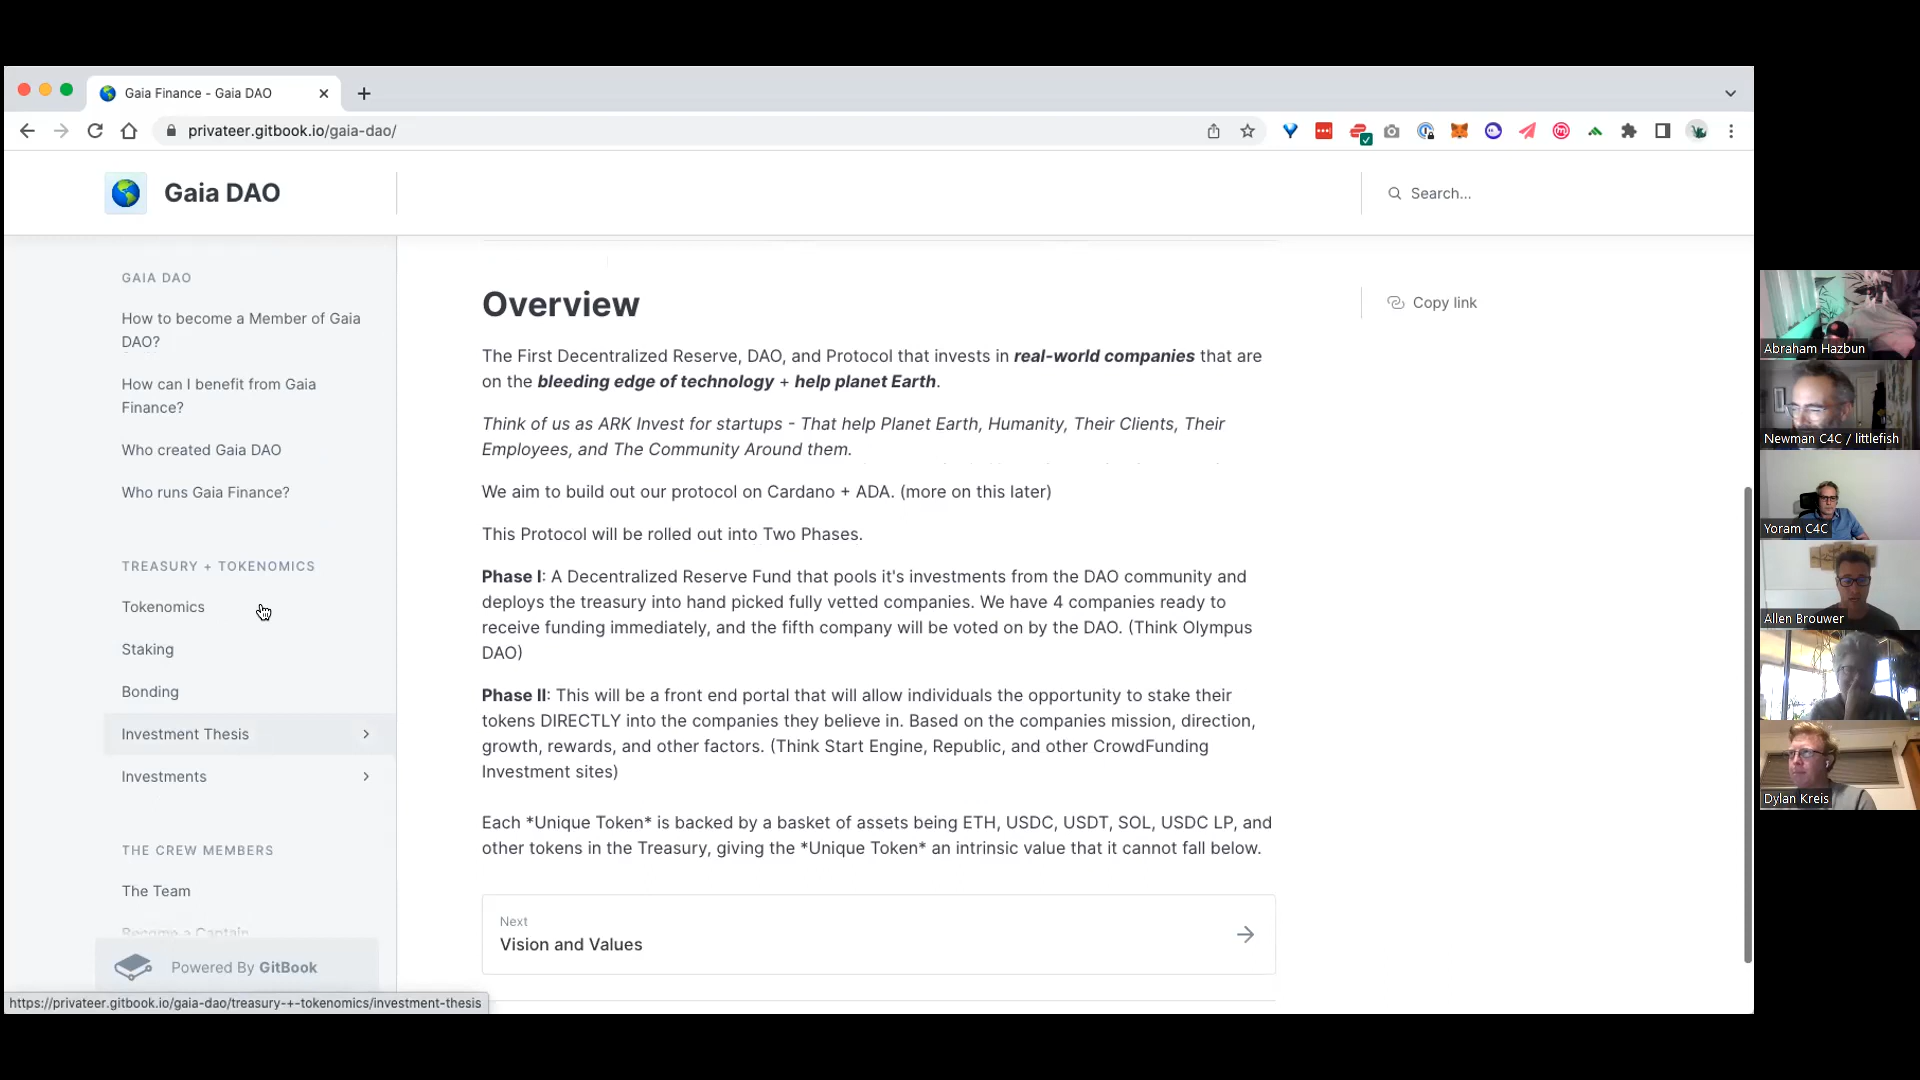 Gaia Finance - Gaia DAO
privateer.gitbook.io/gaia-dao/
Gaia DAO
Search...
GAIA DAO
How to become a Member of Gaia
DAO?
How can I benefit from Gaia
Finance?
Who created Gaia DAO
Who runs Gaia Finance?
TREASURY + TOKENOMICS
Tokenomics
Staking
Bonding
Investment Thesis
Investments
THE CREW MEMBERS
The Team
Become a Captain
Powered By GitBook
https://privateer.gitbook.io/gaia-dao/treasury-+-tokenomics/investment-thesis
Overview
Copy link
The First Decentralized Reserve, DAO, and Protocol that invests in real-world companies that are
on the bleeding edge of technology + help planet Earth.
Think of us as ARK Invest for startups - That help Planet Earth, Humanity, Their Clients, Their
Employees, and The Community Around them.
We aim to build out our protocol on Cardano + ADA. (more on this later)
This Protocol will be rolled out into Two Phases.
Phase I: A Decentralized Reserve Fund that pools it's investments from the DAO community and
deploys the treasury into hand picked fully vetted companies. We have 4 companies ready to
receive funding immediately, and the fifth company will be voted on by the DAO. (Think Olympus
DAO)
Phase II: This will be a front end portal that will allow individuals the opportunity to stake their
tokens DIRECTLY into the companies they believe in. Based on the companies mission, direction,
growth, rewards, and other factors. (Think Start Engine, Republic, and other CrowdFunding
Investment sites)
Each *Unique Token* is backed by a basket of assets being ETH, USDC, USDT, SOL, USDC LP, and
other tokens in the Treasury, giving the *Unique Token* an intrinsic value that it cannot fall below.
Next
Vision and Values
Abraham Hazbun
Newman C4C / littlefish
Yoram C4C
Allen Brouwer
Dylan Kreis